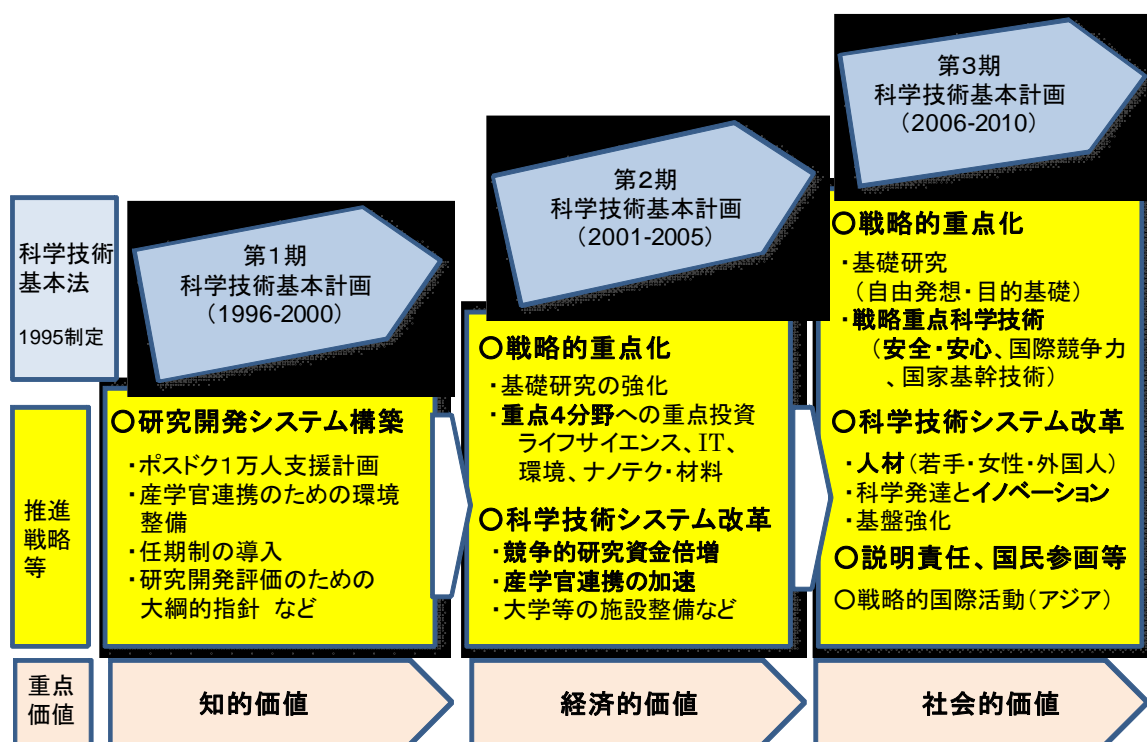 科学技術
基本法
1995制定
第1期
科学技術基本計画
(1996-2000)
第2期
科学技術基本計画
(2001-2005)
第3期
科学技術基本計画
(2006-2010)
推進
戦略
等
○研究開発システム構築
・ポスドク1万人支援計画
・産学官連携のための環境
整備
・任期制の導入
・研究開発評価のための
大綱的指針 など
○戦略的重点化
・基礎研究の強化
・重点4分野への重点投資
ライフサイエンス、IT、
環境、ナノテク・材料
○科学技術システム改革
・競争的研究資金倍増
・産学官連携の加速
・大学等の施設整備など
○戦略的重点化
・基礎研究
(自由発想・目的基礎)
・戦略重点科学技術
(安全・安心、国際競争力
、国家基幹技術)
○科学技術システム改革
・人材(若手・女性・外国人)
・科学発達とイノベーション
・基盤強化
○説明責任、国民参画等
○戦略的国際活動(アジア)
重点
価値
知的価値
経済的価値
社会的価値